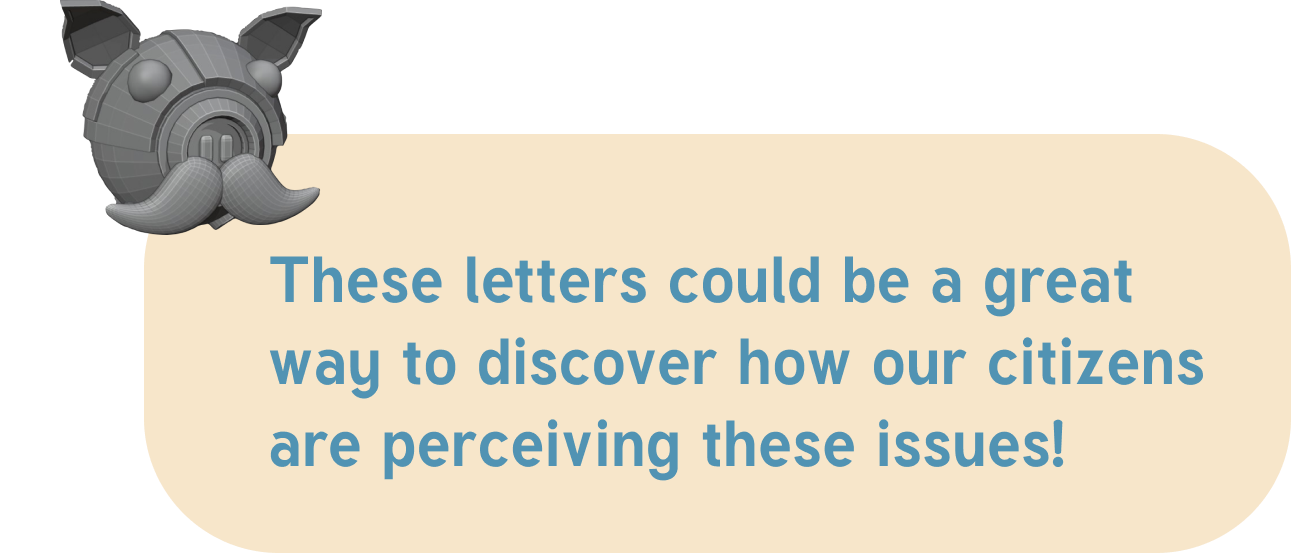 These letters could be a great
way to discover how our citizens
are perceiving these issues!